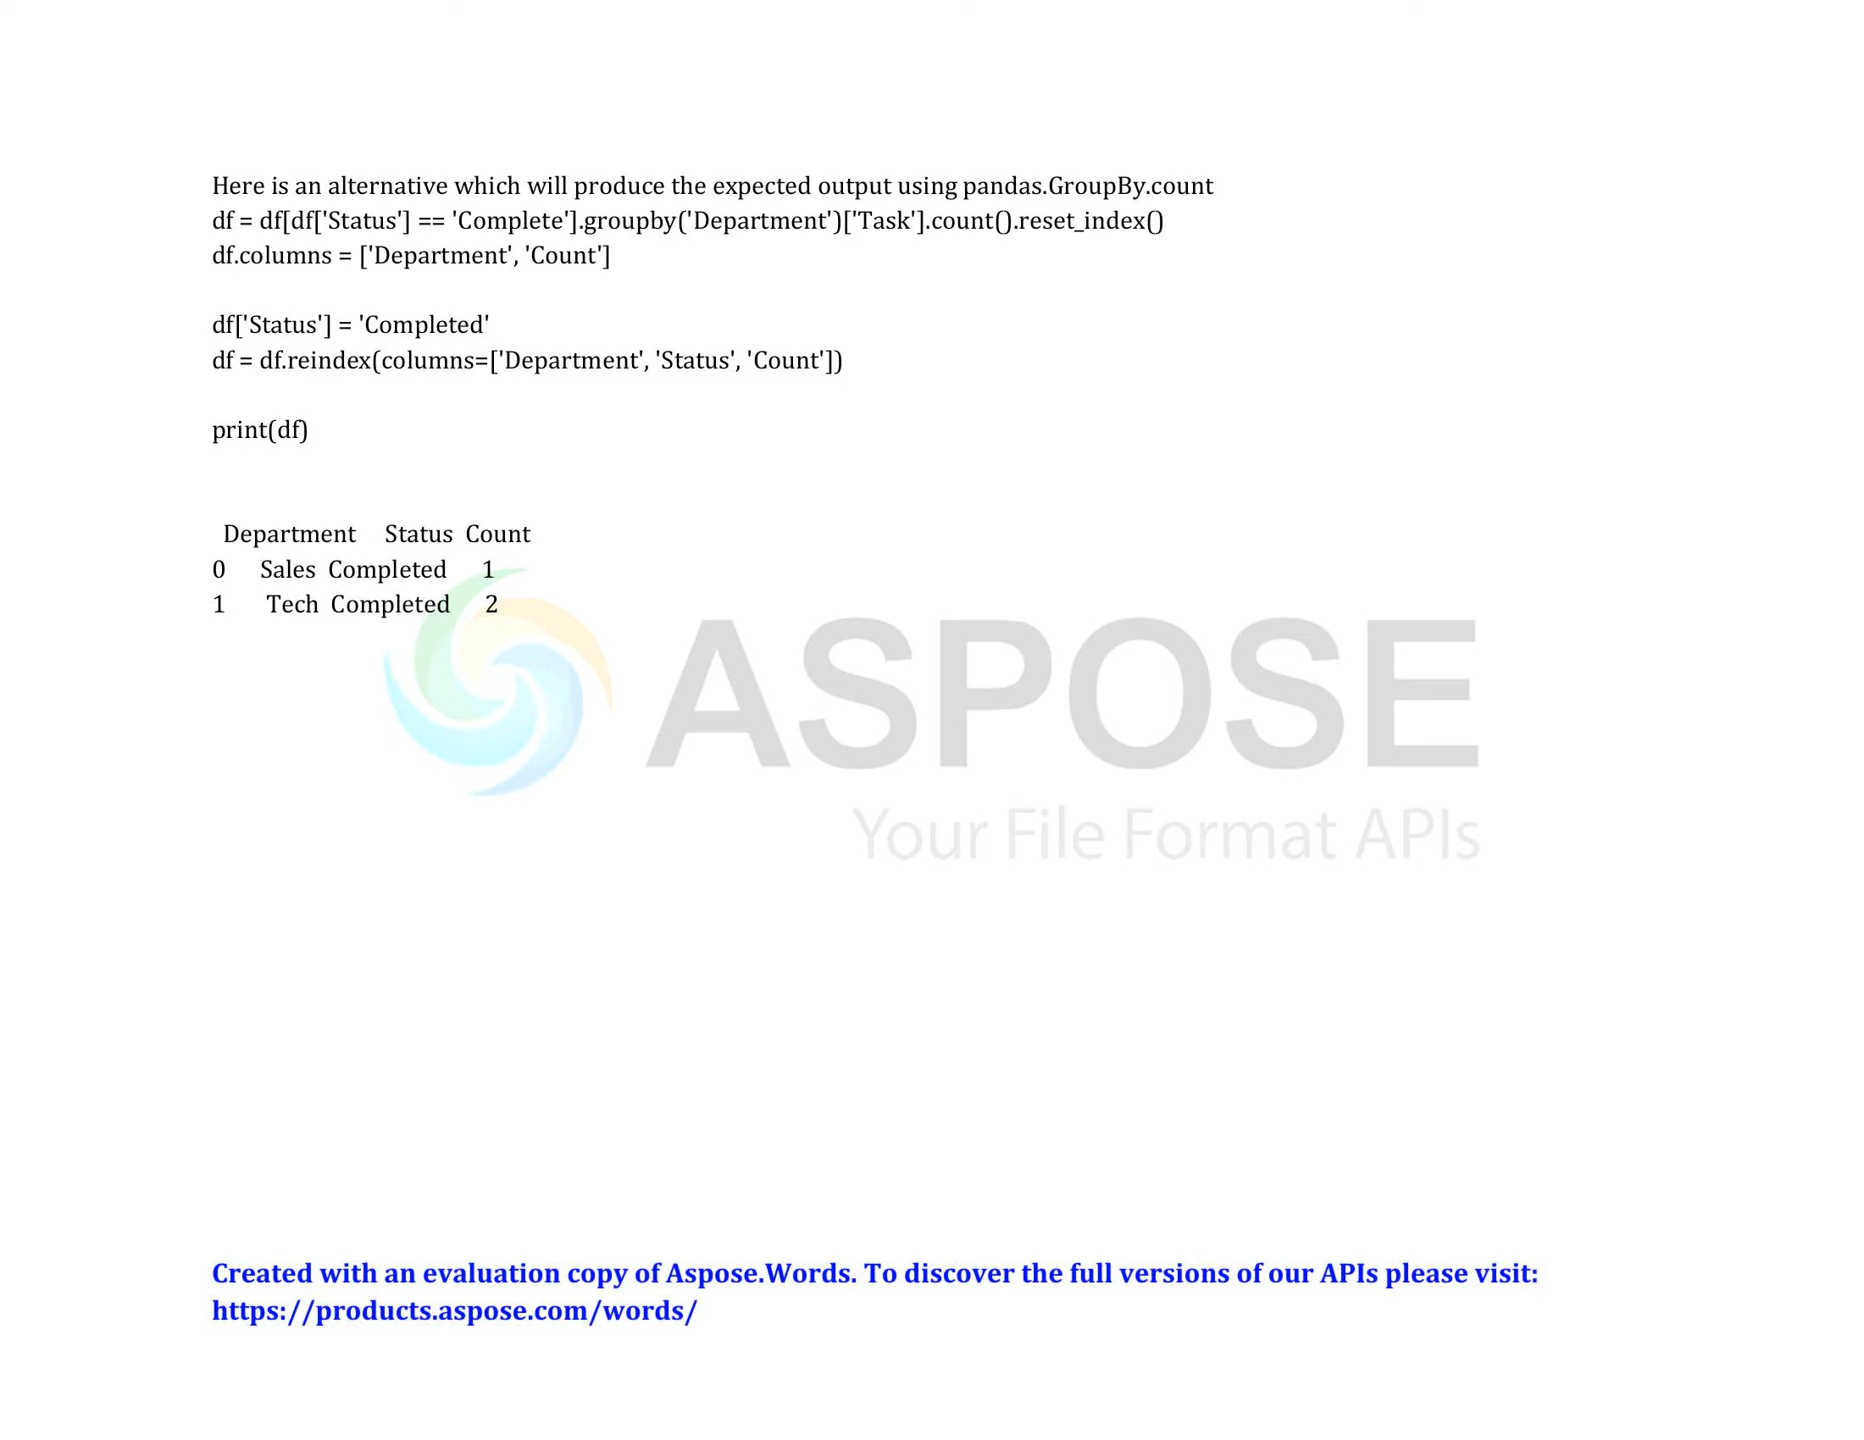 Here is an alternative which will produce the expected output using pandas.GroupBy.count
df = df[df['Status'] == 'Complete'].groupby('Department')['Task'].count().reset_index()
df.columns = ['Department', 'Count']
df['Status'] = 'Completed'
df = df.reindex(columns=['Department', 'Status', 'Count'])
print(df)
Department Status Count
0 Sales Completed 1
1 Tech Completed 2
ASPOSE
Your File Format APIs
Created with an evaluation copy of Aspose.Words. To discover the full versions of our APIs please visit:
https://products.aspose.com/words/